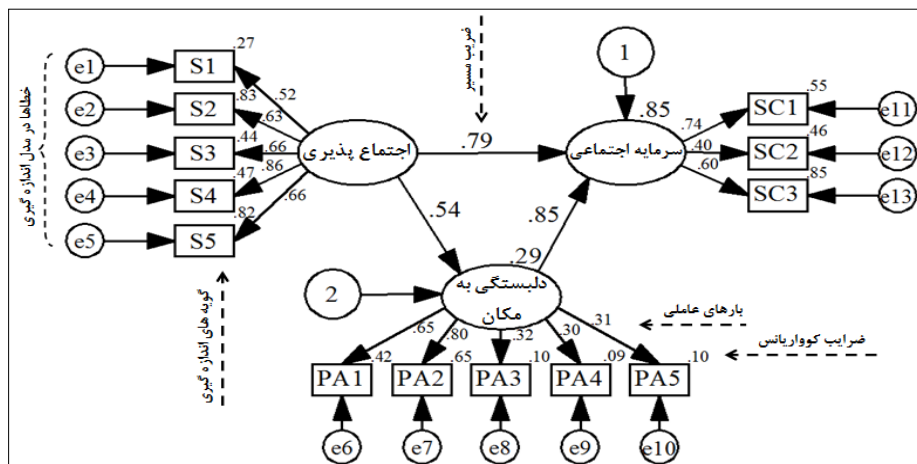 ضریب مسیر
خطاها در مدل اندازه گیری
e1
S1
.27
.52
e2
S2
.83
.63
e3
S3
.44
.66
e4
S4
.47
.86
e5
S5
.82
.66
گویه های اندازه گیری
اجتماع پذیری
.79
.54
1
.85
سرمایه اجتماعی
.74
.40
.60
SC1
.55
e11
SC2
.46
e12
SC3
.85
e13
.85
.29
2
دلبستگی به
مکان
.65
.80
.32
.30
.31
بارهای عاملی
ضرایب کوواریانس
.42
.65
.10
.09
.10
PA1
PA2
PA3
PA4
PA5
e6
e7
e8
e9
e10